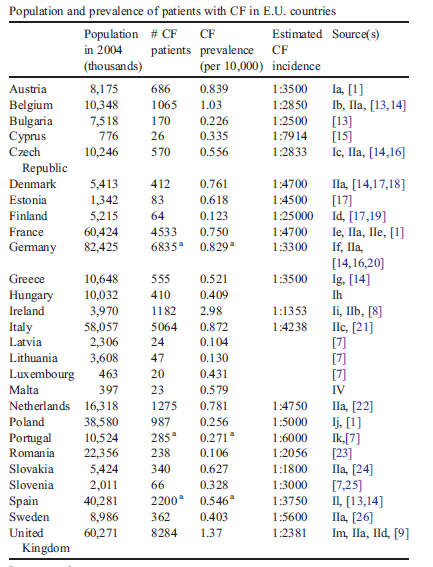 Population and prevalence of patients with CF in E.U. countries
Population in 2004 (thousands) # CF patients CF prevalence (per 10,000) Estimated CF incidence Source(s)
Austria 8,175 686 0.839 1:3500 Ia, [1]
Belgium 10,348 1065 1.03 1:2850 Ib, IIa, [13,14]
Bulgaria 7,518 170 0.226 1:2500 [13]
Cyprus 776 26 0.335 1:7914 [15]
Czech 10,246 570 0.556 1:2833 Ic, IIa, [14,16]
Republic
Denmark 5,413 412 0.761 1:4700 IIa, [14,17,18]
Estonia 1,342 83 0.618 1:4500 [17]
Finland 5,215 64 0.123 1:25000 Id, [17,19]
France 60,424 4533 0.750 1:4700 Ie, IIa, IIe, [1]
Germany 82,425 6835 a 0.829 a 1:3300 If, IIa,
[14,16,20]
Greece 10,648 555 0.521 1:3500 Ig, [14]
Hungary 10,032 410 0.409 Ih
Ireland 3,970 1182 2.98 1:1353 Ii, IIb, [8]
Italy 58,057 5064 0.872 1:4238 IIc, [21]
Latvia 2,306 24 0.104 [7]
Lithuania 3,608 47 0.130 [7]
Luxembourg 463 20 0.431 [7]
Malta 397 23 0.579 IV
Netherlands 16,318 1275 0.781 1:4750 IIa, [22]
Poland 38,580 987 0.256 1:5000 Ij, [1]
Portugal 10,524 285 a 0.271 a 1:6000 Ik,[7]
Romania 22,356 238 0.106 1:2056 [23]
Slovakia 5,424 340 0.627 1:1800 IIa, [24]
Slovenia 2,011 66 0.328 1:3000 [7,25]
Spain 40,281 2200 a 0.546 a 1:3750 Il, [13,14]
Sweden 8,986 362 0.403 1:5600 IIa, [26]
United 60,271 8284 1.37 1:2381 Im, IIa, IId, [9]
Kingdom